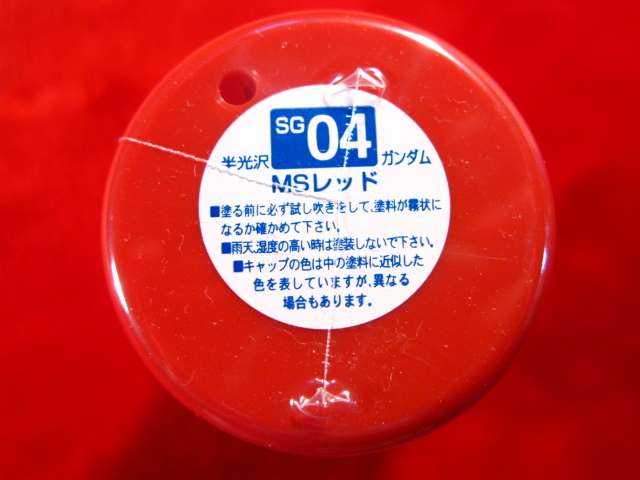 SG 04
半光沢 ガンダム
MSレッド
■塗る前に必ず試し吹きをして、塗料が霧状に
なるか確かめて下さい。
■雨天、湿度の高い時は塗装しないで下さい。
■キャップの色は中の塗料に近似した
色を表していますが、異なる
場合もあります。